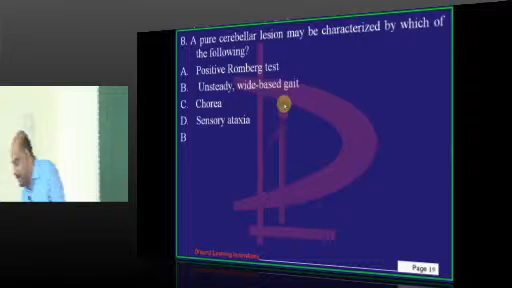 8. A pure cerebellar lesion may be characterized by which of
the following?
A. Positive Romberg test
B. Unsteady, wide-based gait
C. Chorea
D. Sensory ataxia
B
Page 19